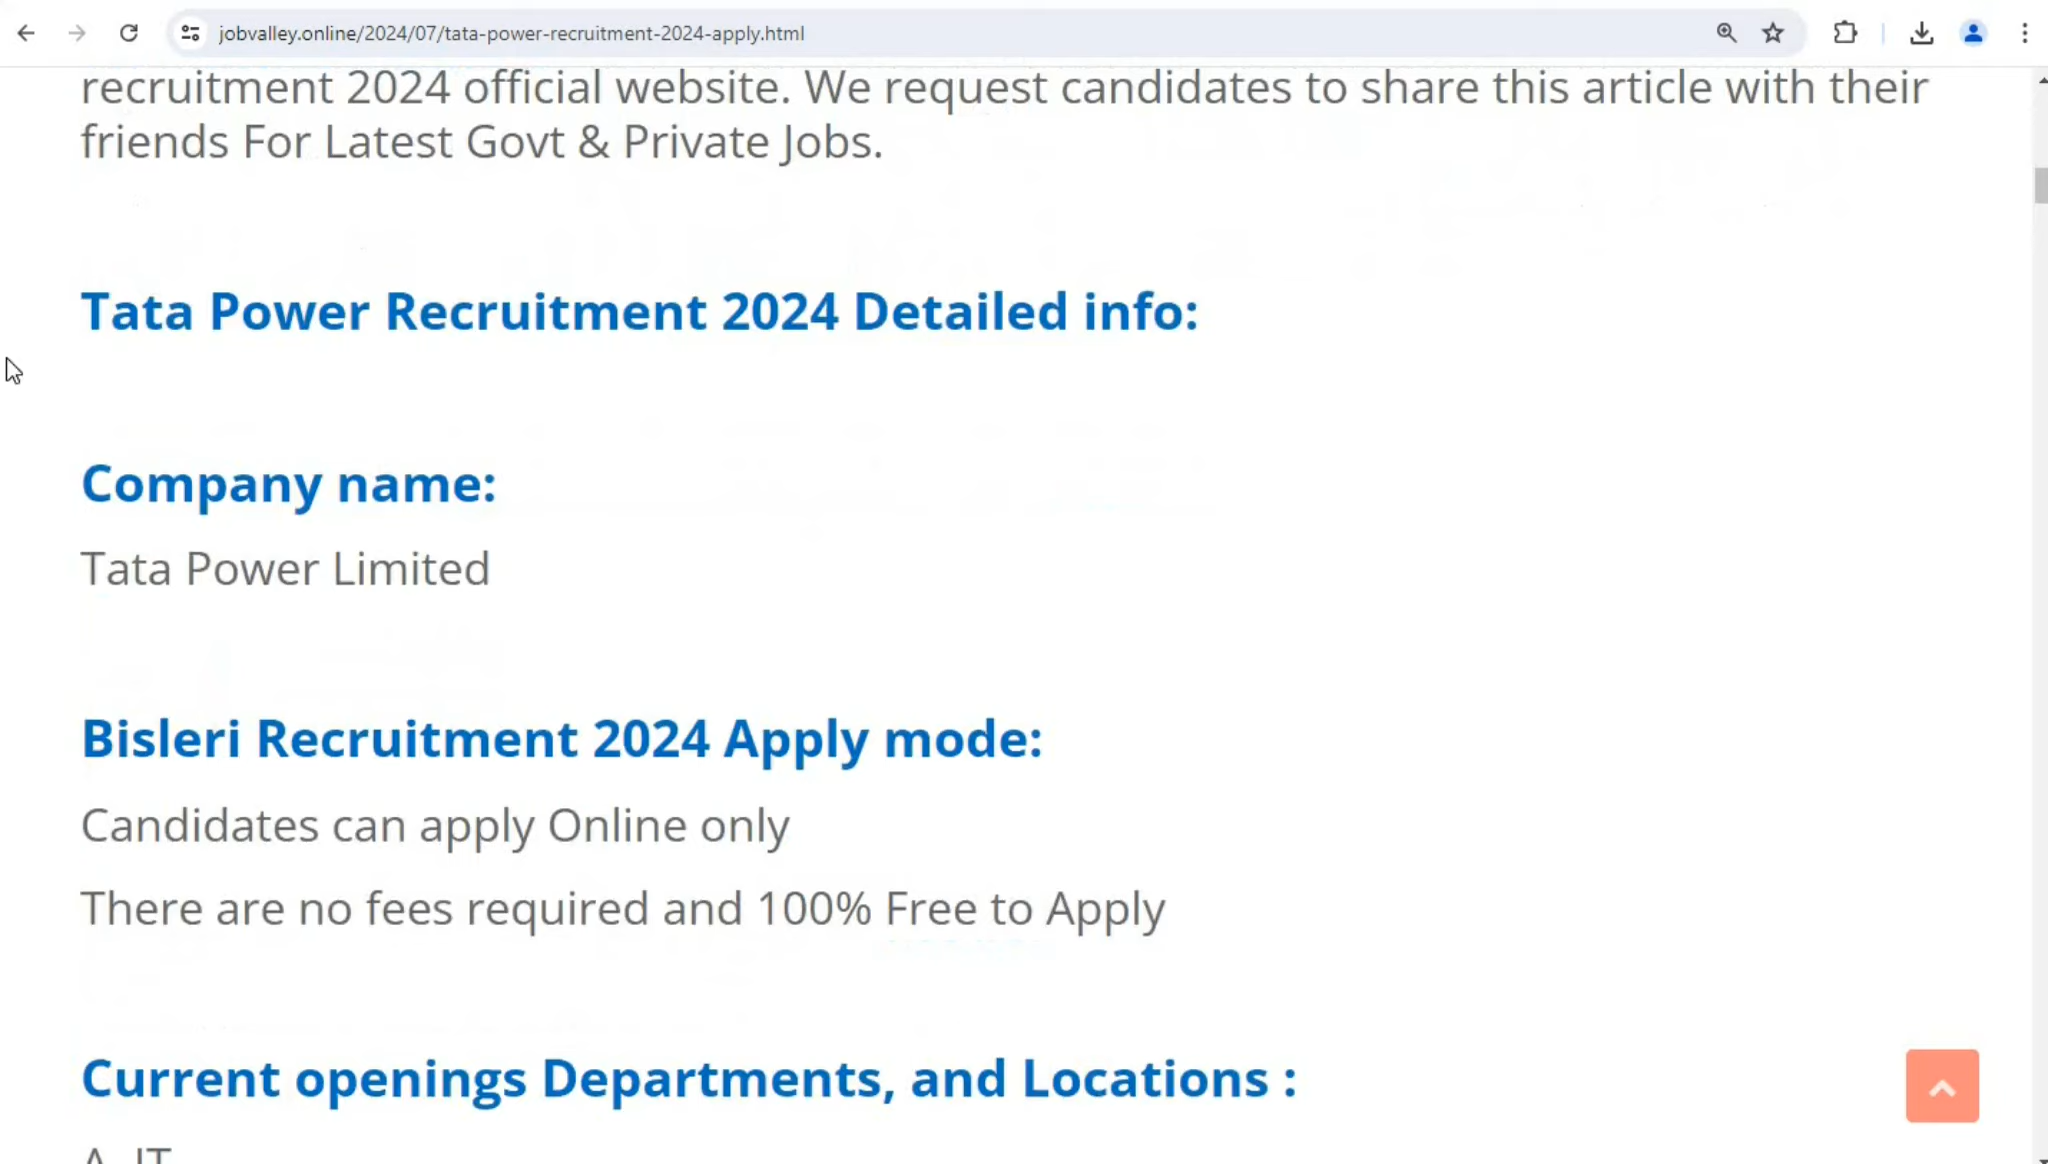 jobvalley.online/2024/07/tata-power-recruitment-2024-apply.html
recruitment 2024 official website. We request candidates to share this article with their
friends For Latest Govt & Private Jobs.
Tata Power Recruitment 2024 Detailed info:
Company name:
Tata Power Limited
Bisleri Recruitment 2024 Apply mode:
Candidates can apply Online only
There are no fees required and 100% Free to Apply
Current openings Departments, and Locations :
A. IT